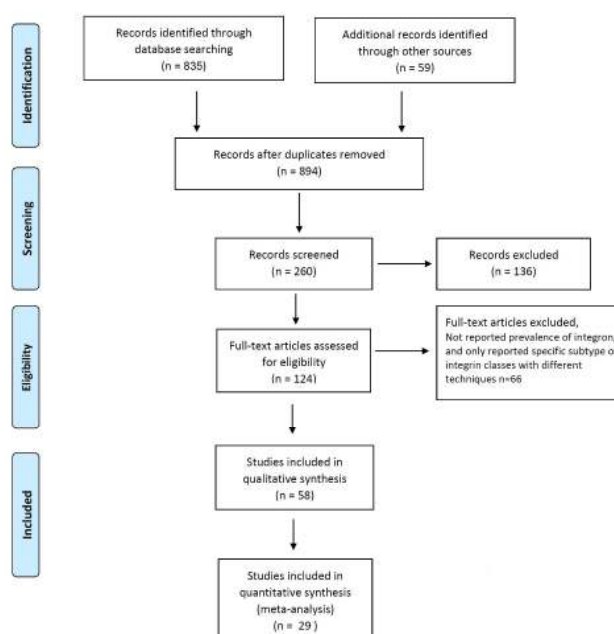 Identification
Records identified through
database searching
(n = 835)
Additional records identified
through other sources
(n = 59)
Records after duplicates removed
(n = 894)
Screening
Records screened
(n = 260)
Records excluded
(n = 136)
Eligibility
Full-text articles assessed
for eligibility
(n = 124)
Full-text articles excluded,
Not reported prevalence of integron,
and only reported specific subtype o
integrin classes with different
techniques n=66
Included
Studies included in
qualitative synthesis
(n = 58)
Studies included in
quantitative synthesis
(meta-analysis)
(n = 29 )